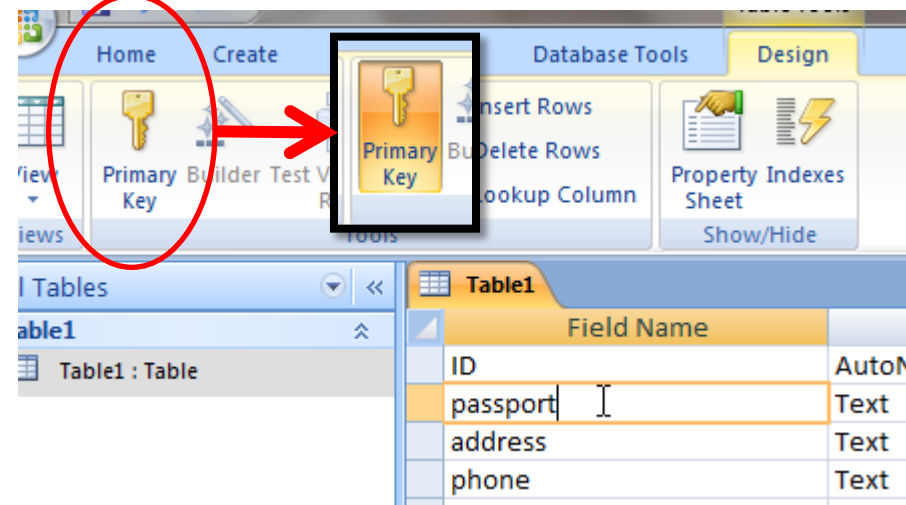 Home Create Database Tools Design
Primary Key
Builder
Test
Primary Key
Insert Rows
Delete Rows
Lookup Column
Property Sheet
Indexes
Tools
Show/Hide
Table1
Field Name
Table1 : Table
ID
passport Text
address Text
phone Text